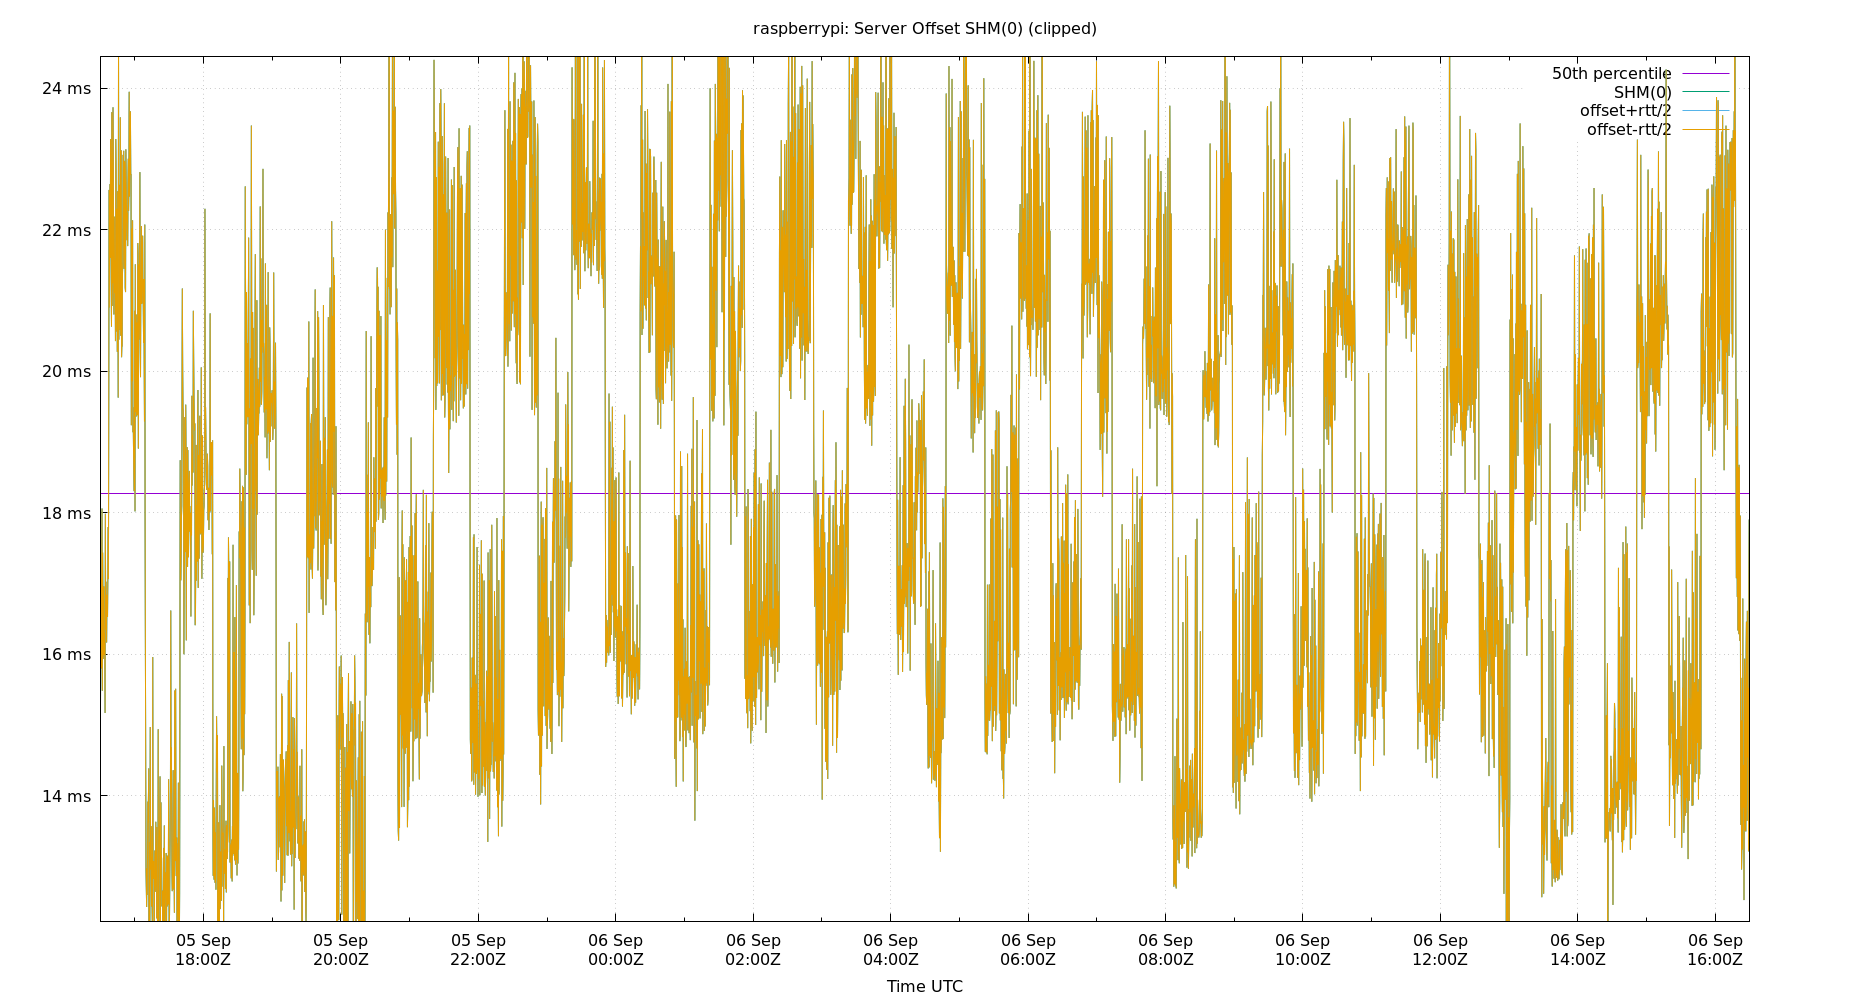 raspberrypi: Server Offset SHM(0) (clipped)
24 ms
22 ms
20 ms
18 ms
16 ms
14 ms
50th percentile
SHM(0)
offset+rtt/2
offset-rtt/2
05 Sep 05 Sep 05 Sep 06 Sep 06 Sep 06 Sep 06 Sep 06 Sep 06 Sep 06 Sep 06 Sep 06 Sep
18:00Z 20:00Z 22:00Z 00:00Z 02:00Z 04:00Z 06:00Z 08:00Z 10:00Z 12:00Z 14:00Z 16:00Z
Time UTC